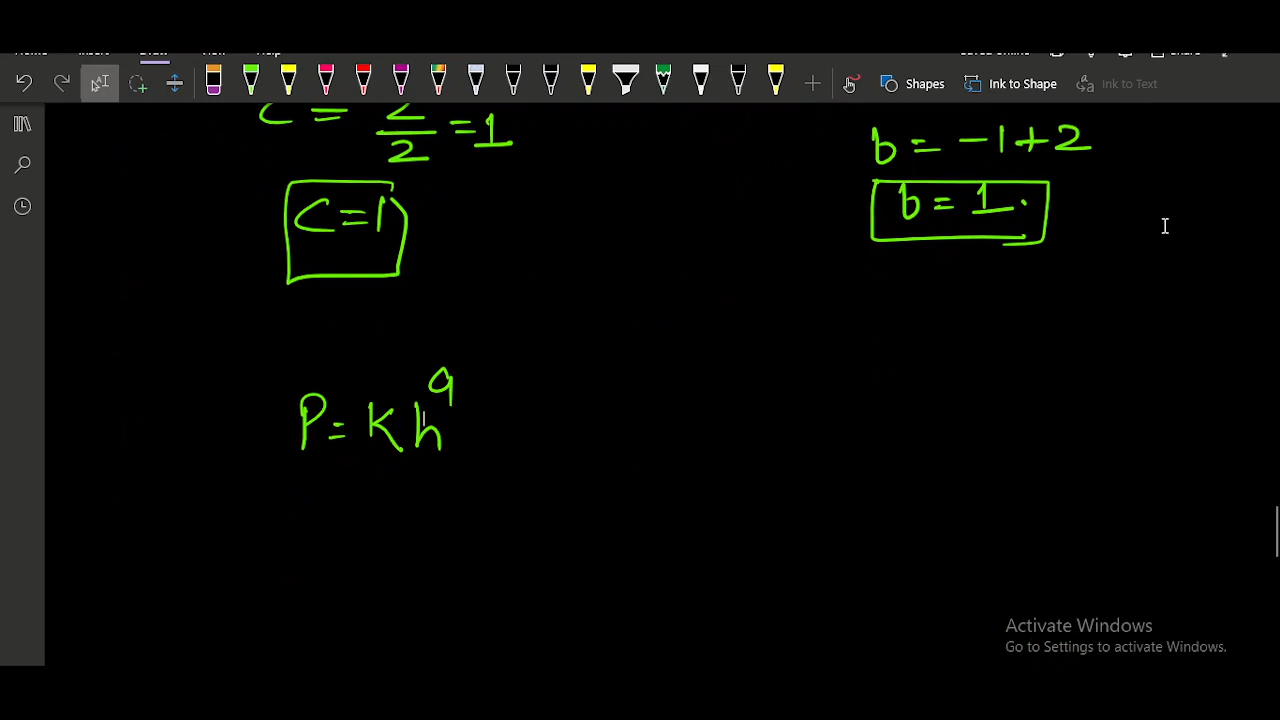 Shapes Ink to Shape Ink to Text
C = 2/2 = 1
b = -1+2
C = 1
b = 1.
P = K h^a
Activate Windows
Go to Settings to activate Windows.